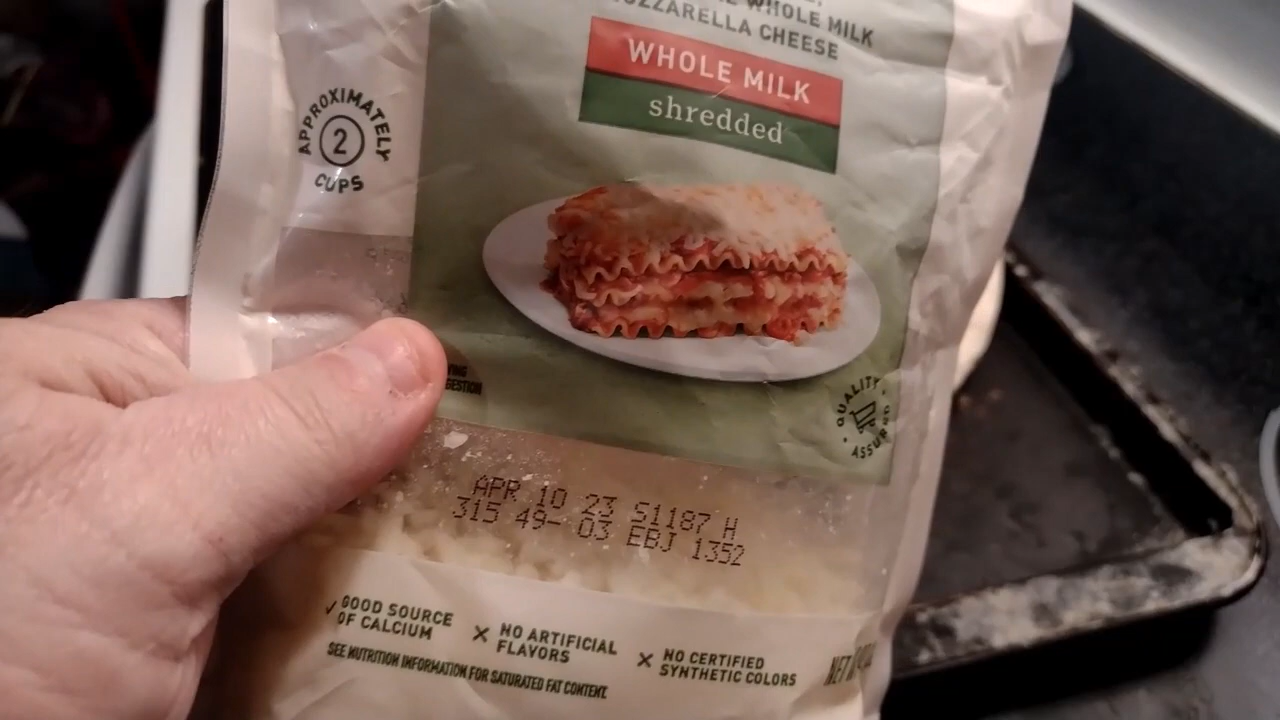 WHOLE MILK
MOZZARELLA CHEESE
WHOLE MILK
shredded
APPROXIMATELY
2
CUPS
QUALITY
ASSURED
APR 10 23 S1187 H
315 49- 03 EBJ 1352
✓ GOOD SOURCE
OF CALCIUM
X NO ARTIFICIAL
FLAVORS
X NO CERTIFIED
SYNTHETIC COLORS
SEE NUTRITION INFORMATION FOR SATURATED FAT CONTENT.
NET